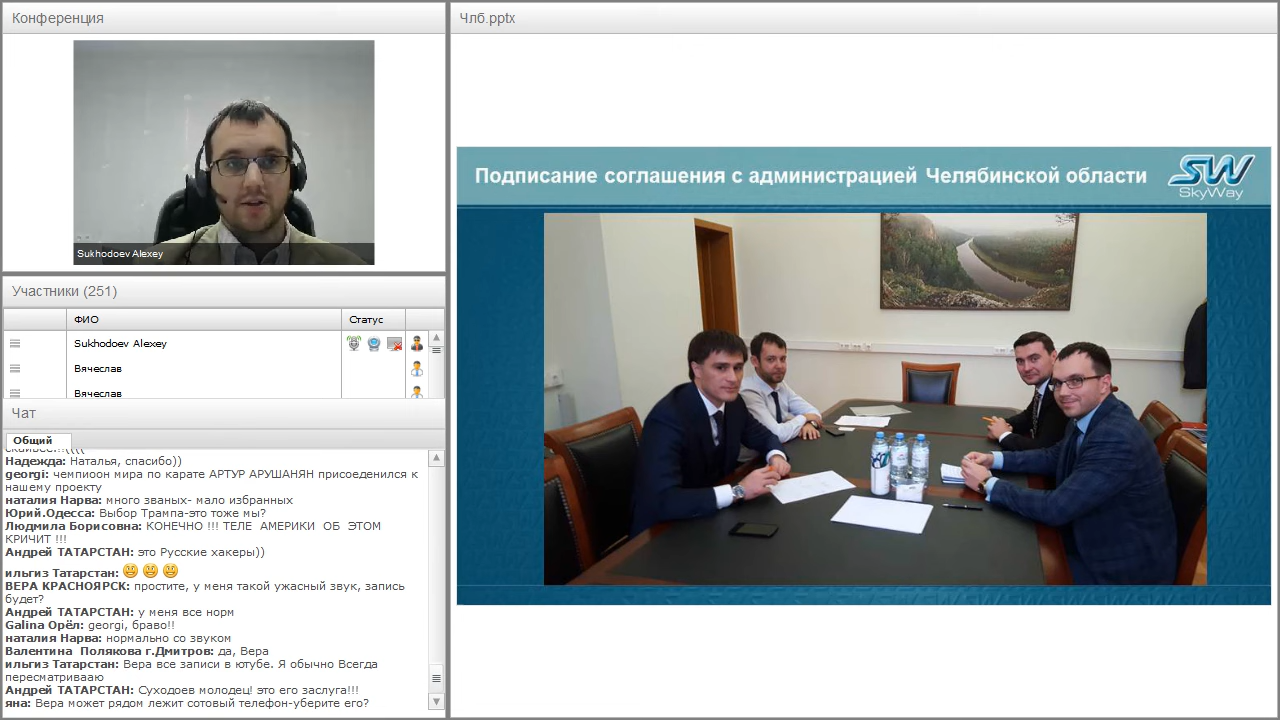 Конференция
Sukhodoev Alexey
Участники (251)
ФИО
Статус
Sukhodoev Alexey
Вячеслав
Вячеслав
Чат
Общий
Надежда: Наталья, спасибо))
georgi: чемпион мира по карате АРТУР АРУШАНЯН присоеденился к
нашему проекту
наталия Нарва: много званых- мало избранных
Юрий.Одесса: Выбор Трампа-это тоже мы?
Людмила Борисовна: КОНЕЧНО !!! ТЕЛЕ АМЕРИКИ ОБ ЭТОМ
КРИЧИТ !!!
Андрей ТАТАРСТАН: это Русские хакеры))
ильгиз Татарстан:
ВЕРА КРАСНОЯРСК: простите, у меня такой ужасный звук, запись
будет?
Андрей ТАТАРСТАН: у меня все норм
Galina Орёл: georgi, браво!!
наталия Нарва: нормально со звуком
Валентина Полякова г.Дмитров: да, Вера
ильгиз Татарстан: Вера все записи в ютубе. Я обычно Всегда
пересматриваю
Андрей ТАТАРСТАН: Суходоев молодец! это его заслуга!!!
яна: Вера может рядом лежит сотовый телефон-уберите его?
Члб.pptx
Подписание соглашения с администрацией Челябинской области
SW
SkyWay